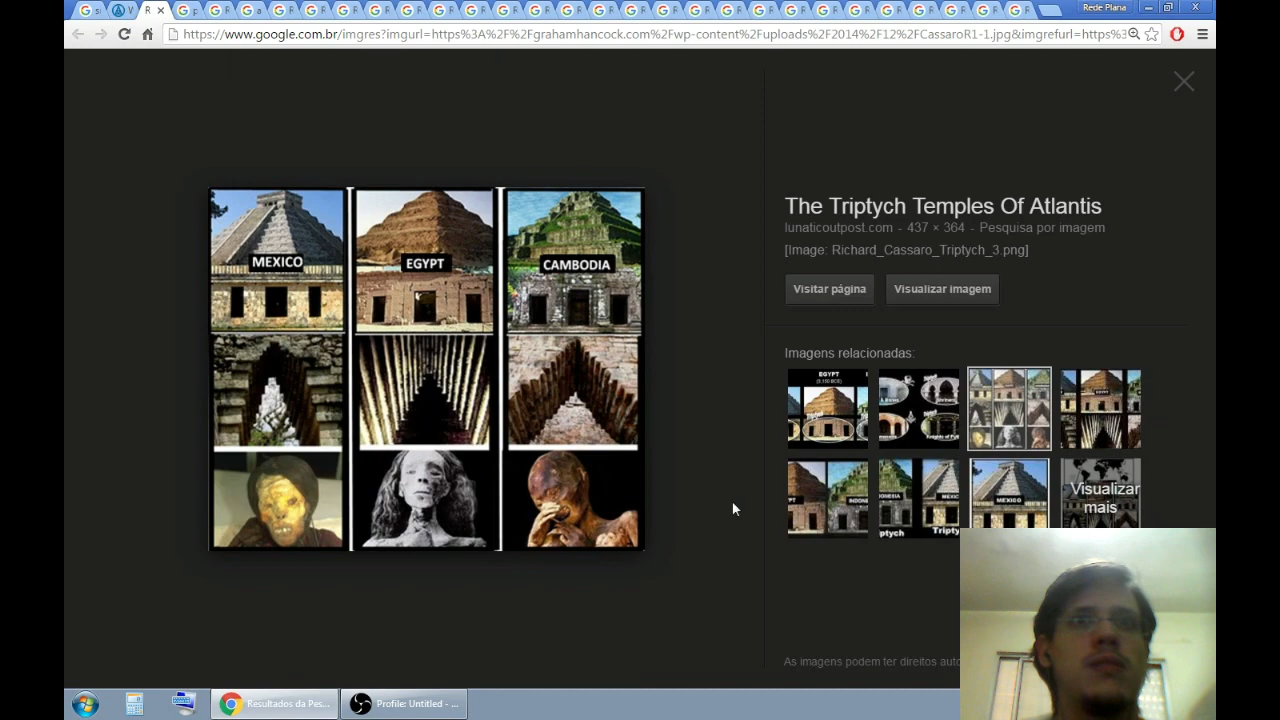 Rede Plana
https://www.google.com.br/imgres?imgurl=https%3A%2F%2Fgrahamhancock.com%2Fwp-content%2Fuploads%2F2014%2F12%2FCassaroR1-1.jpg&imgrefurl=https%3
MEXICO
EGYPT
CAMBODIA
The Triptych Temples Of Atlantis
lunaticoutpost.com - 437 × 364 - Pesquisa por imagem
[Image: Richard_Cassaro_Triptych_3.png]
Visitar página
Visualizar imagem
Imagens relacionadas:
EGYPT
MEXICO
Visualizar
mais
As imagens podem ter direitos auto
Resultados da Pes...
Profile: Untitled - ...